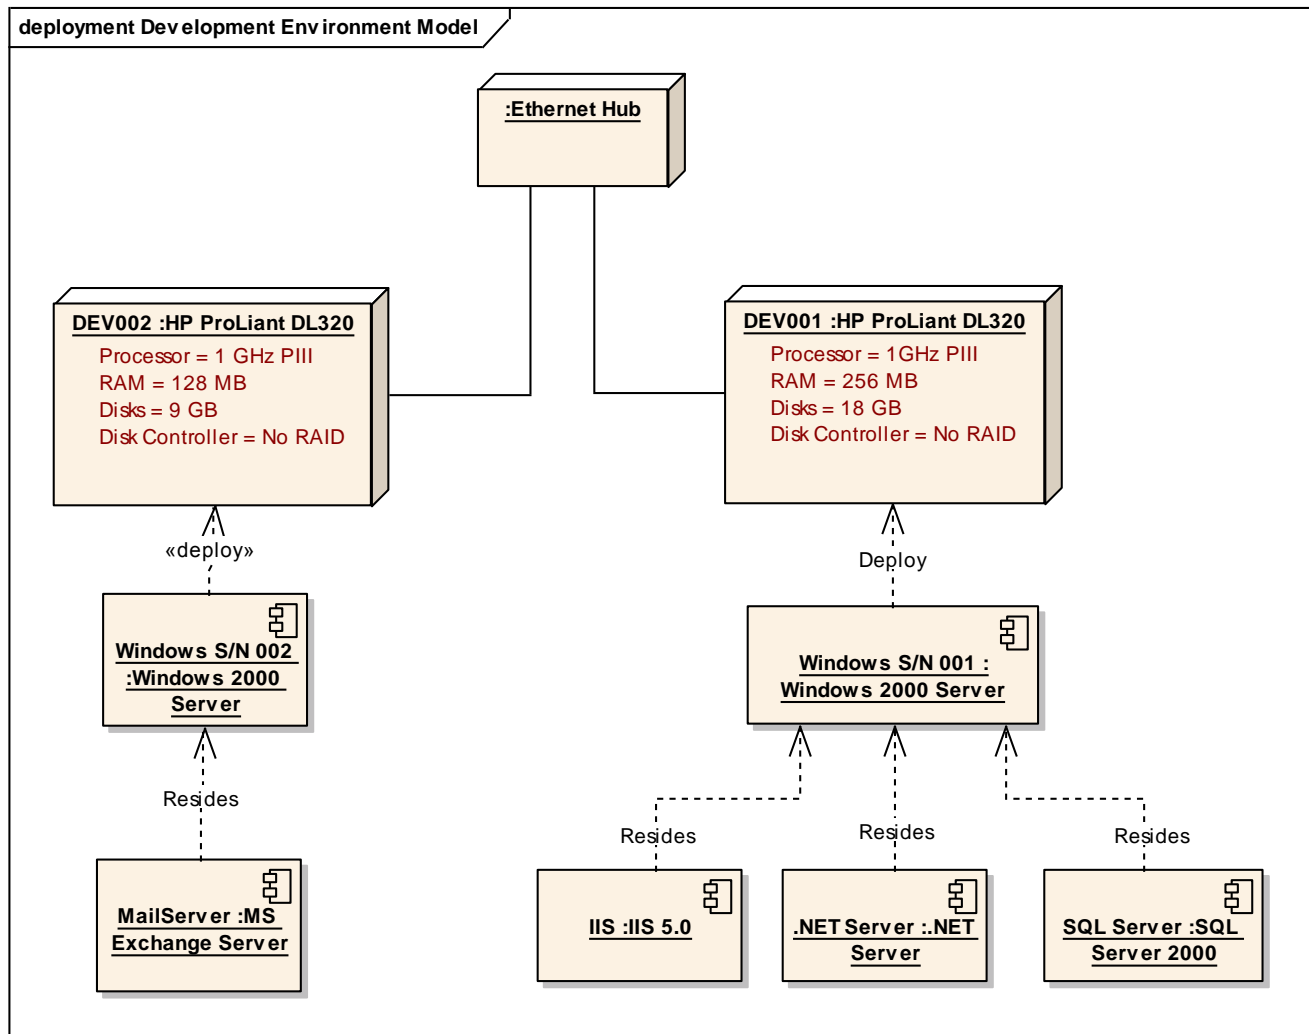 deployment Development Environment Model
:Ethernet Hub
DEV002 :HP ProLiant DL320
Processor = 1 GHz PIII
RAM = 128 MB
Disks = 9 GB
Disk Controller = No RAID
DEV001 :HP ProLiant DL320
Processor = 1GHz PIII
RAM = 256 MB
Disks = 18 GB
Disk Controller = No RAID
«deploy»
Deploy
Windows S/N 002
:Windows 2000
Server
Windows S/N 001 :
Windows 2000 Server
Resides
Resides
Resides
Resides
MailServer :MS
Exchange Server
IIS :IIS 5.0
.NET Server :.NET
Server
SQL Server :SQL
Server 2000